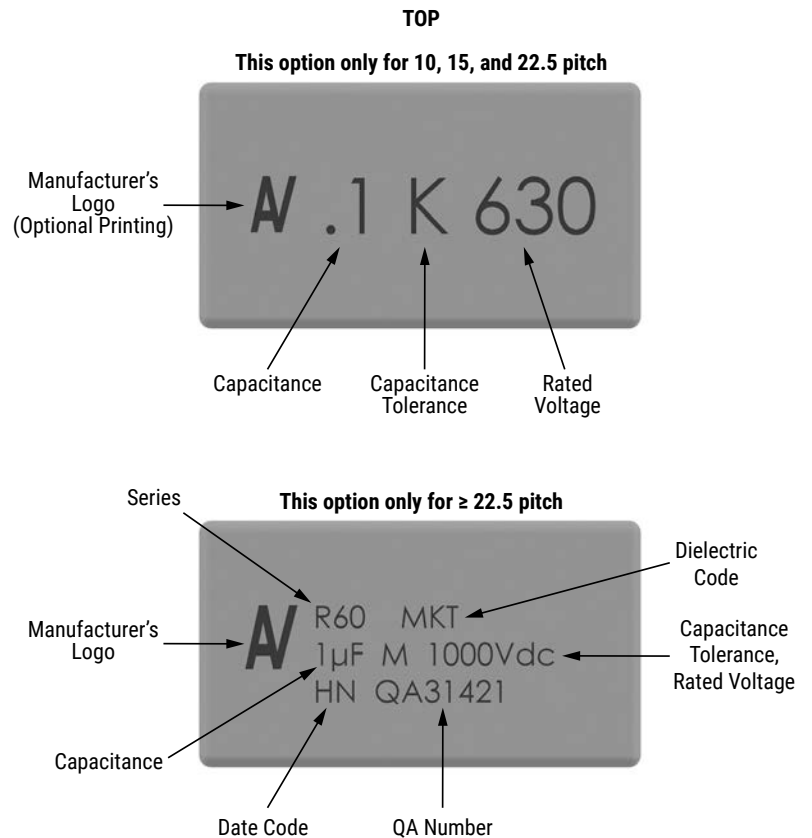 TOP
This option only for 10, 15, and 22.5 pitch
Manufacturer's
Logo
(Optional Printing)
.1 K 630
Capacitance
Capacitance
Tolerance
Rated
Voltage
Series
This option only for ≥ 22.5 pitch
Dielectric
Code
Manufacturer's
Logo
R60 MKT
1µF M 1000Vdc
HN QA31421
Capacitance
Tolerance,
Rated Voltage
Capacitance
Date Code
QA Number